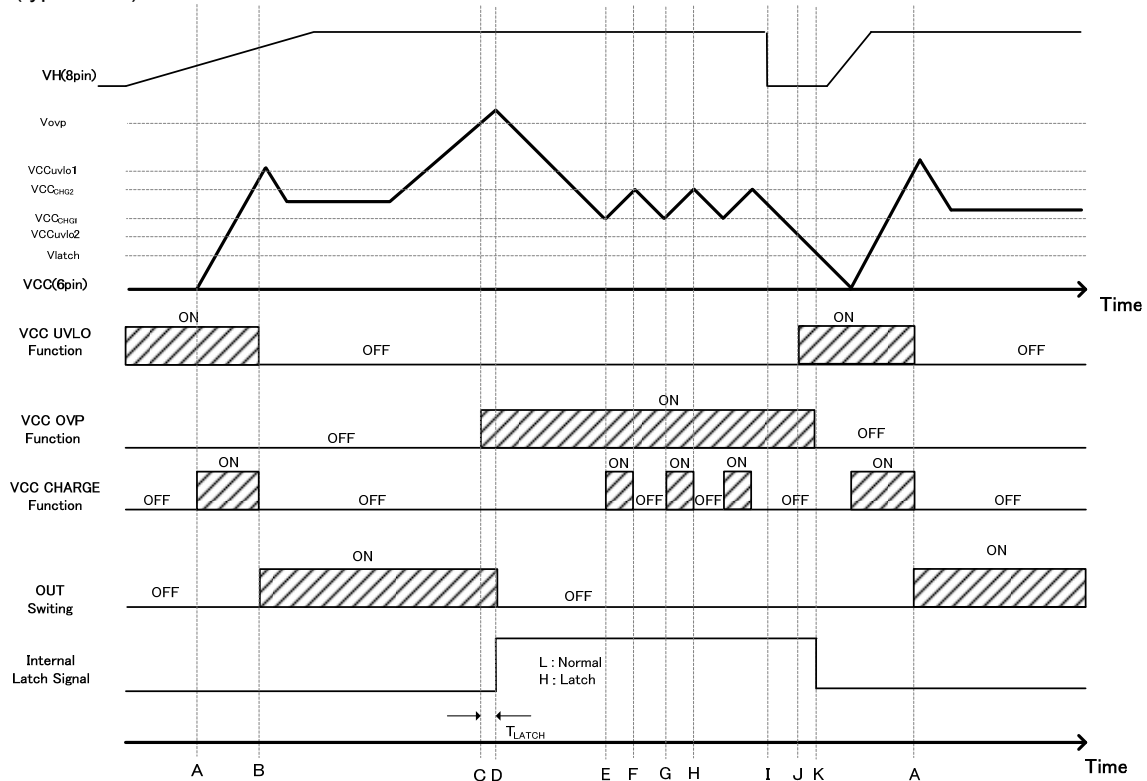 VH(8pin)
Vovp
VCCuvlo1
VCCCHG2
VCCCHG1
VCCuvlo2
Vlatch
VCC(6pin)
Time
ON ON
VCC UVLO
Function
OFF OFF
ON
VCC OVP
Function
OFF OFF
ON ON ON ON ON
VCC CHARGE
Function
OFF OFF OFF OFF OFF OFF
ON ON
OUT
Switing
OFF OFF
Internal
Latch Signal
L : Normal
H : Latch
TLATCH
Time
A B C D E F G H I J K A